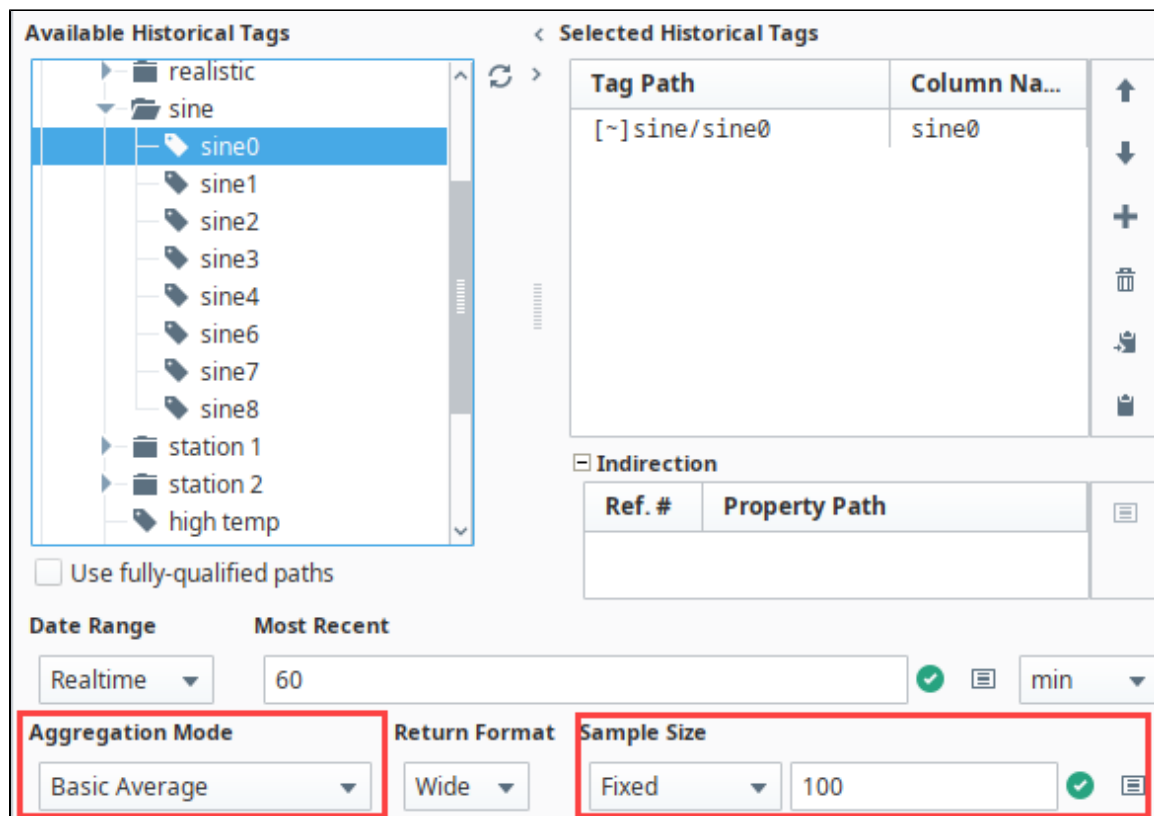 Available Historical Tags
realistic
sine
sine0
sine1
sine2
sine3
sine4
sine6
sine7
sine8
station 1
station 2
high temp
Use fully-qualified paths
Selected Historical Tags
Tag Path Column Na...
[~]sine/sine0 sine0
Indirection
Ref. # Property Path
Date Range Most Recent
Realtime 60 min
Aggregation Mode Return Format Sample Size
Basic Average Wide Fixed 100